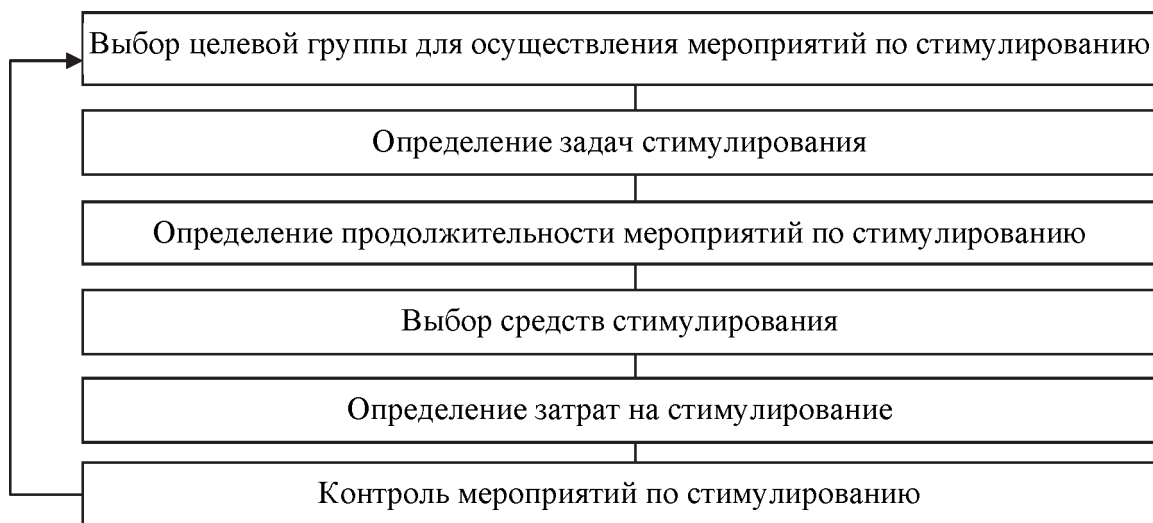 Выбор целевой группы для осуществления мероприятий по стимулированию
Определение задач стимулирования
Определение продолжительности мероприятий по стимулированию
Выбор средств стимулирования
Определение затрат на стимулирование
Контроль мероприятий по стимулированию